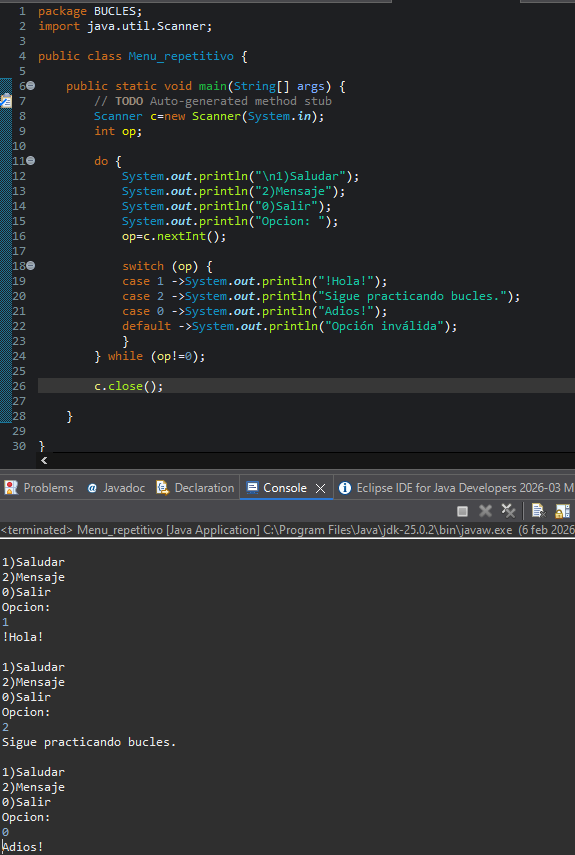 1 package BUCLES;
2 import java.util.Scanner;
3
4 public class Menu_repetitivo {
5
6 public static void main(String[] args) {
7 // TODO Auto-generated method stub
8 Scanner c=new Scanner(System.in);
9 int op;
10
11 do {
12 System.out.println("\n1)Saludar");
13 System.out.println("2)Mensaje");
14 System.out.println("0)Salir");
15 System.out.println("Opcion: ");
16 op=c.nextInt();
17
18 switch (op) {
19 case 1 ->System.out.println("!Hola!");
20 case 2 ->System.out.println("Sigue practicando bucles.");
21 case 0 ->System.out.println("Adios!");
22 default ->System.out.println("Opción inválida");
23 }
24 } while (op!=0);
25
26 c.close();
27
28 }
29
30 }
Problems @ Javadoc Declaration Console Eclipse IDE for Java Developers 2026-03 M
<terminated> Menu_repetitivo [Java Application] C:\Program Files\Java\jdk-25.0.2\bin\javaw.exe (6 feb 2026
1)Saludar
2)Mensaje
0)Salir
Opcion:
1
!Hola!
1)Saludar
2)Mensaje
0)Salir
Opcion:
2
Sigue practicando bucles.
1)Saludar
2)Mensaje
0)Salir
Opcion:
0
Adios!